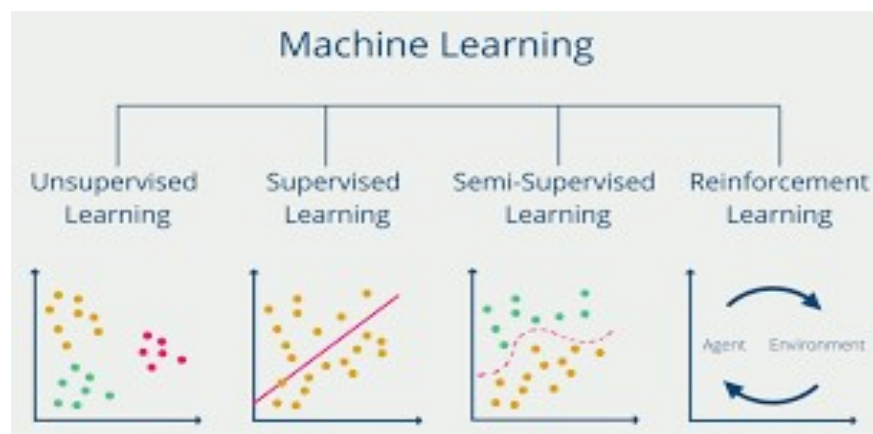 Machine Learning
Unsupervised
Learning
Supervised
Learning
Semi-Supervised
Learning
Reinforcement
Learning
Agent
Environment